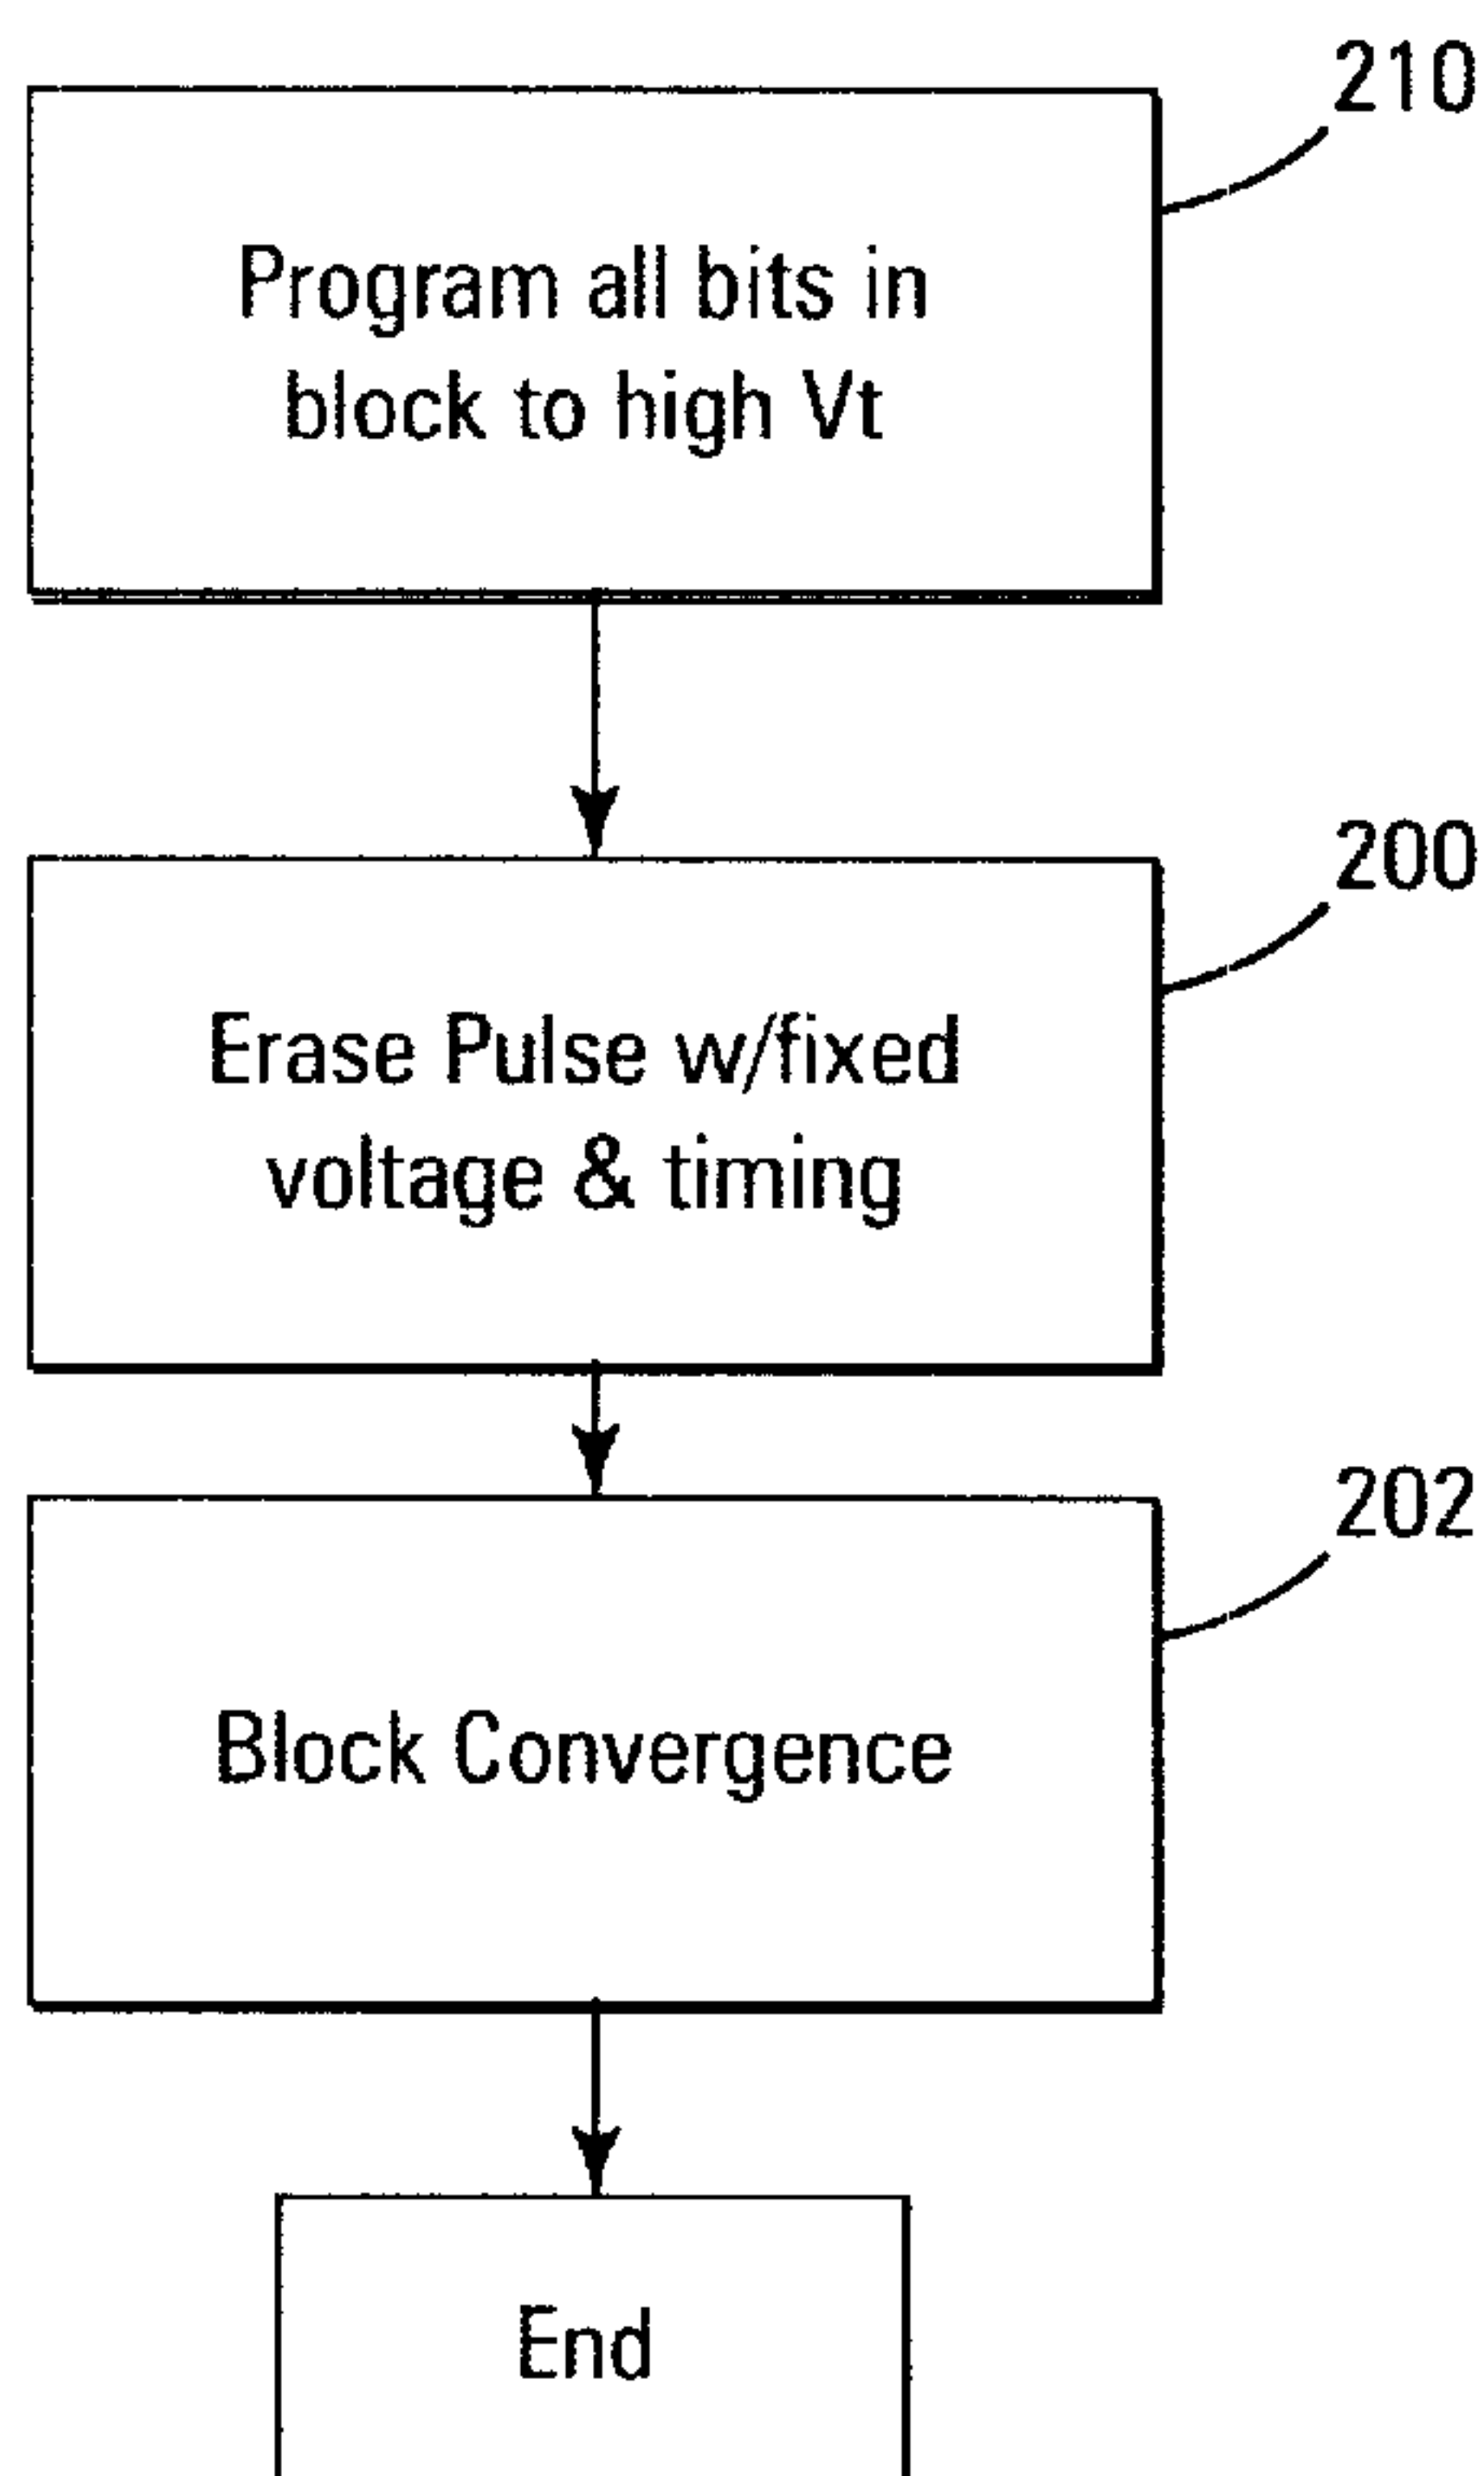 210
Program all bits in
block to high Vt
200
Erase Pulse w/fixed
voltage & timing
202
Block Convergence
End